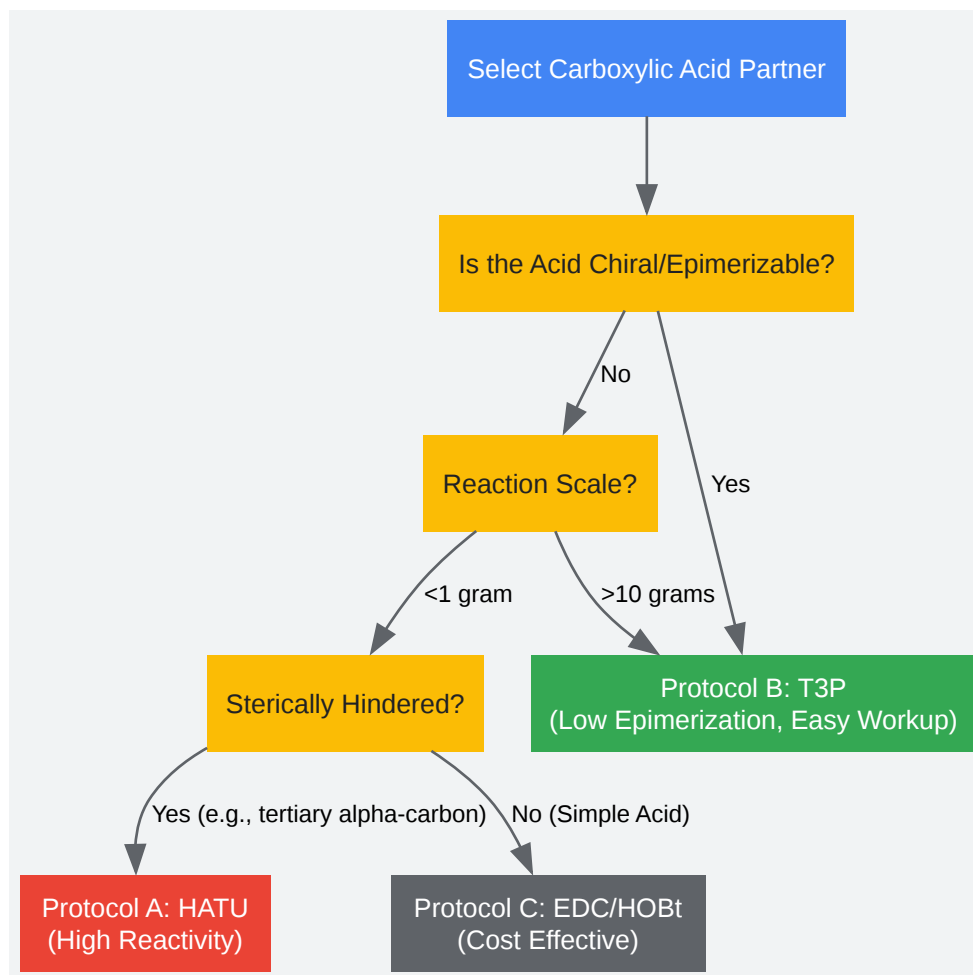 Select Carboxylic Acid Partner
Is the Acid Chiral/Epimerizable?
No
Yes
Reaction Scale?
<1 gram
>10 grams
Sterically Hindered?
Protocol B: T3P
(Low Epimerization, Easy Workup)
Yes (e.g., tertiary alpha-carbon)
No (Simple Acid)
Protocol A: HATU
(High Reactivity)
Protocol C: EDC/HOBt
(Cost Effective)